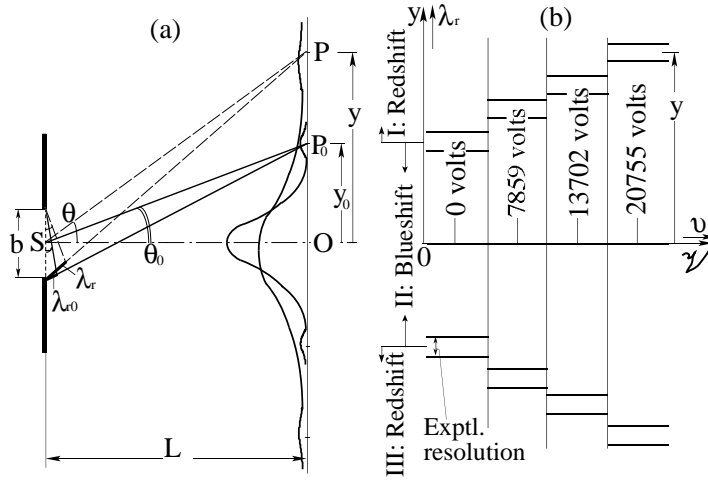 (a)
P
y
P₀
y₀
S
b
θ
θ₀
O
λᵣ
λᵣ₀
L
(b)
y
λᵣ
I: Redshift
II: Blueshift
III: Redshift
0 volts
7859 volts
13702 volts
20755 volts
y
0
υ
Exptl.
resolution